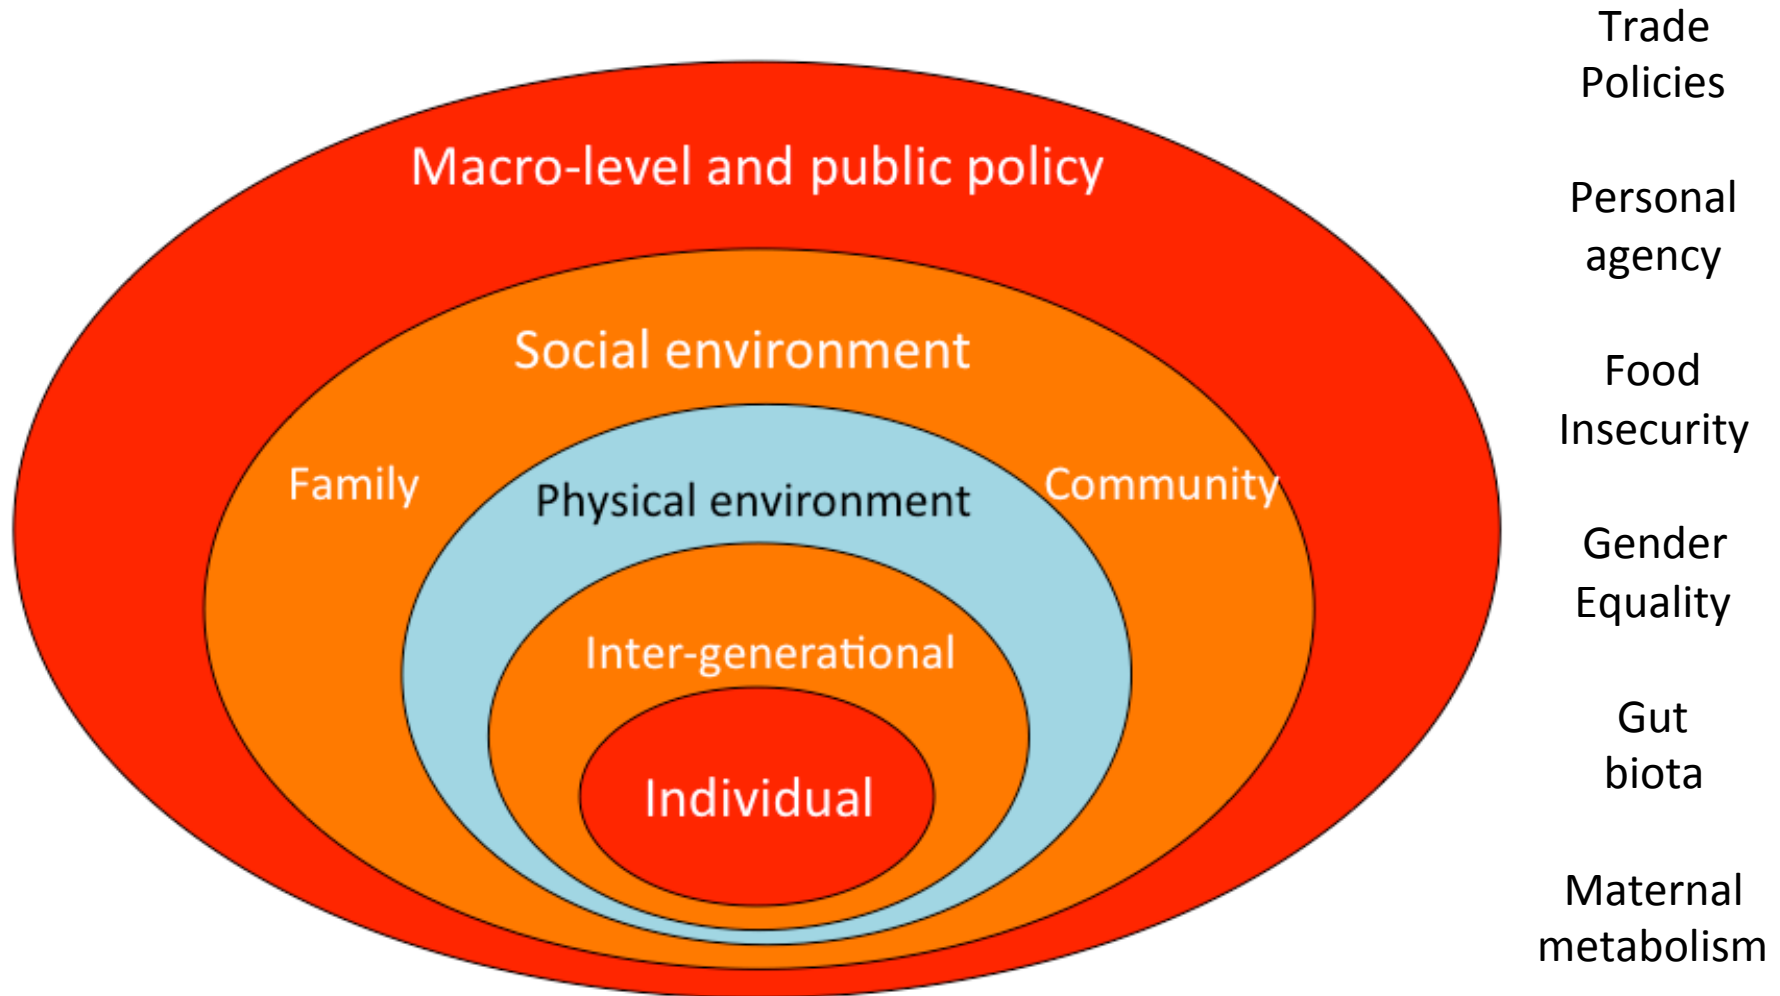 Macro-level and public policy
Social environment
Family
Community
Physical environment
Inter-generational
Individual
Trade
Policies
Personal
agency
Food
Insecurity
Gender
Equality
Gut
biota
Maternal
metabolism